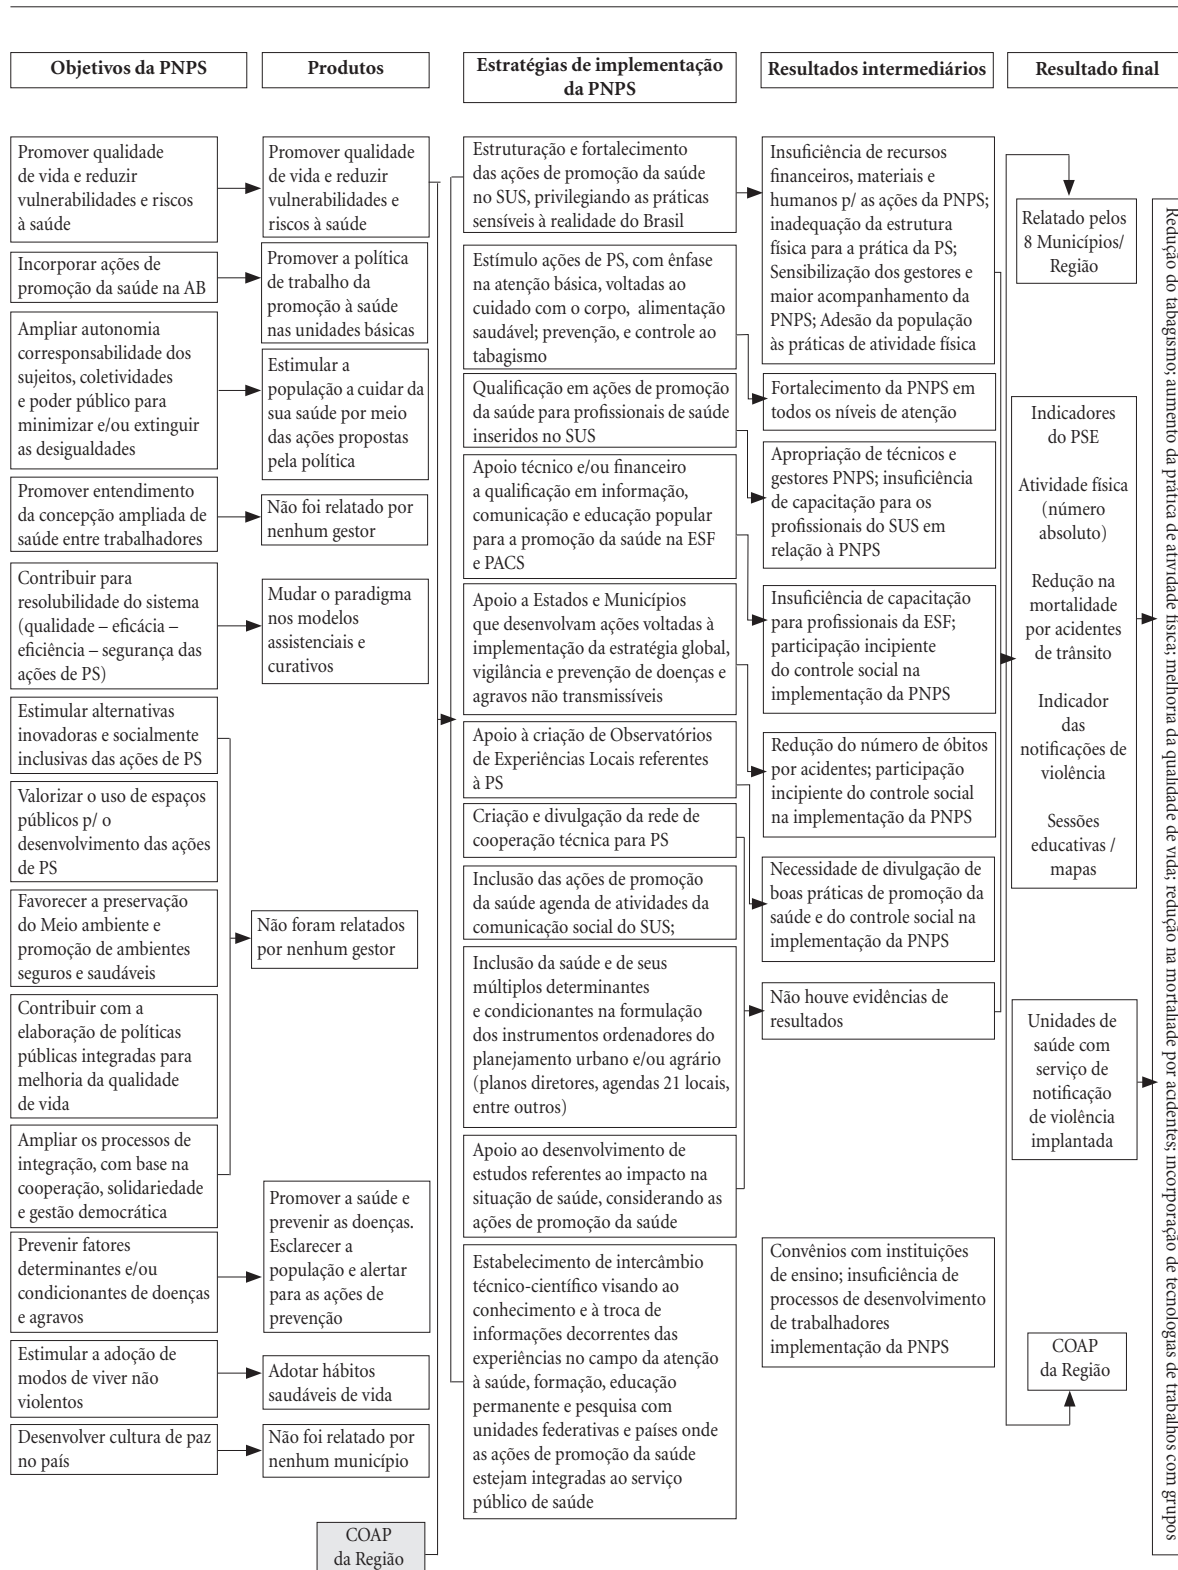 Objetivos da PNPS
Produtos
Estratégias de implementação
da PNPS
Resultados intermediários
Resultado final
Promover qualidade
de vida e reduzir
vulnerabilidades e riscos
à saúde
Incorporar ações de
promoção da saúde na AB
Ampliar autonomia
corresponsabilidade dos
sujeitos, coletividades
e poder público para
minimizar e/ou extinguir
as desigualdades
Promover entendimento
da concepção ampliada de
saúde entre trabalhadores
Contribuir para
resolubilidade do sistema
(qualidade – eficácia –
eficiência – segurança das
ações de PS)
Estimular alternativas
inovadoras e socialmente
inclusivas das ações de PS
Valorizar o uso de espaços
públicos p/ o
desenvolvimento das ações
de PS
Favorecer a preservação
do Meio ambiente e
promoção de ambientes
seguros e saudáveis
Contribuir com a
elaboração de políticas
públicas integradas para
melhoria da qualidade
de vida
Ampliar os processos de
integração, com base na
cooperação, solidariedade
e gestão democrática
Prevenir fatores
determinantes e/ou
condicionantes de doenças
e agravos
Estimular a adoção de
modos de viver não
violentos
Desenvolver cultura de paz
no país
Promover qualidade
de vida e reduzir
vulnerabilidades e
riscos à saúde
Promover a política
de trabalho da
promoção à saúde
nas unidades básicas
Estimular a
população a cuidar da
sua saúde por meio
das ações propostas
pela política
Não foi relatado por
nenhum gestor
Mudar o paradigma
nos modelos
assistenciais e
curativos
Não foram relatados
por nenhum gestor
Promover a saúde e
prevenir as doenças.
Esclarecer a
população e alertar
para as ações de
prevenção
Adotar hábitos
saudáveis de vida
Não foi relatado por
nenhum município
COAP
da Região
Estruturação e fortalecimento
das ações de promoção da saúde
no SUS, privilegiando as práticas
sensíveis à realidade do Brasil
Estímulo ações de PS, com ênfase
na atenção básica, voltadas ao
cuidado com o corpo, alimentação
saudável; prevenção, e controle ao
tabagismo
Qualificação em ações de promoção
da saúde para profissionais de saúde
inseridos no SUS
Apoio técnico e/ou financeiro
a qualificação em informação,
comunicação e educação popular
para a promoção da saúde na ESF
e PACS
Apoio a Estados e Municípios
que desenvolvam ações voltadas à
implementação da estratégia global,
vigilância e prevenção de doenças e
agravos não transmissíveis
Apoio à criação de Observatórios
de Experiências Locais referentes
à PS
Criação e divulgação da rede de
cooperação técnica para PS
Inclusão das ações de promoção
da saúde agenda de atividades da
comunicação social do SUS;
Inclusão da saúde e de seus
múltiplos determinantes
e condicionantes na formulação
dos instrumentos ordenadores do
planejamento urbano e/ou agrário
(planos diretores, agendas 21 locais,
entre outros)
Apoio ao desenvolvimento de
estudos referentes ao impacto na
situação de saúde, considerando as
ações de promoção da saúde
Estabelecimento de intercâmbio
técnico-científico visando ao
conhecimento e à troca de
informações decorrentes das
experiências no campo da atenção
à saúde, formação, educação
permanente e pesquisa com
unidades federativas e países onde
as ações de promoção da saúde
estejam integradas ao serviço
público de saúde
Insuficiência de recursos
financeiros, materiais e
humanos p/ as ações da PNPS;
inadequação da estrutura
física para a prática da PS;
Sensibilização dos gestores e
maior acompanhamento da
PNPS; Adesão da população
às práticas de atividade física
Fortalecimento da PNPS em
todos os níveis de atenção
Apropriação de técnicos e
gestores PNPS; insuficiência
de capacitação para os
profissionais do SUS em
relação à PNPS
Insuficiência de capacitação
para profissionais da ESF;
participação incipiente
do controle social na
implementação da PNPS
Redução do número de óbitos
por acidentes; participação
incipiente do controle social
na implementação da PNPS
Necessidade de divulgação de
boas práticas de promoção da
saúde e do controle social na
implementação da PNPS
Não houve evidências de
resultados
Convênios com instituições
de ensino; insuficiência de
processos de desenvolvimento
de trabalhadores
implementação da PNPS
Relatado pelos
8 Municípios/
Região
Indicadores
do PSE
Atividade física
(número
absoluto)
Redução na
mortalidade
por acidentes
de trânsito
Indicador
das
notificações de
violência
Sessões
educativas /
mapas
Unidades de
saúde com
serviço de
notificação
de violência
implantada
COAP
da Região
Redução do tabagismo; aumento da prática de atividade física; melhoria da qualidade de vida; redução na mortaliade por acidentes; incorporação de tecnologias de trabalhos com grupos